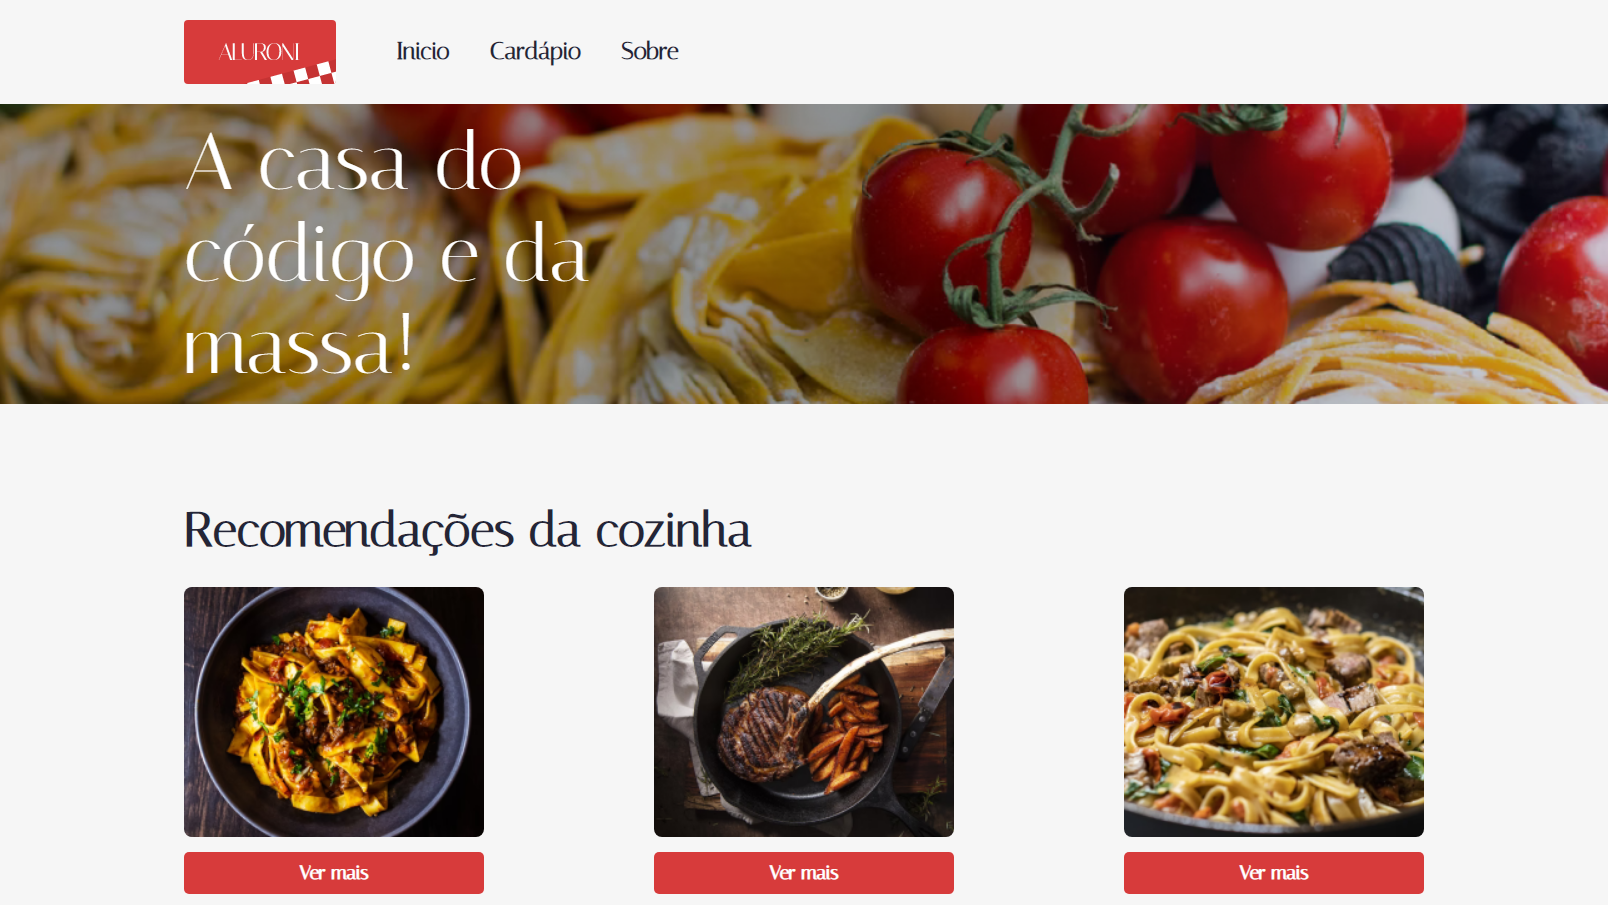 ALURONI
Inicio
Cardápio
Sobre
A casa do
código e da
massa!
Recomendações da cozinha
Ver mais
Ver mais
Ver mais